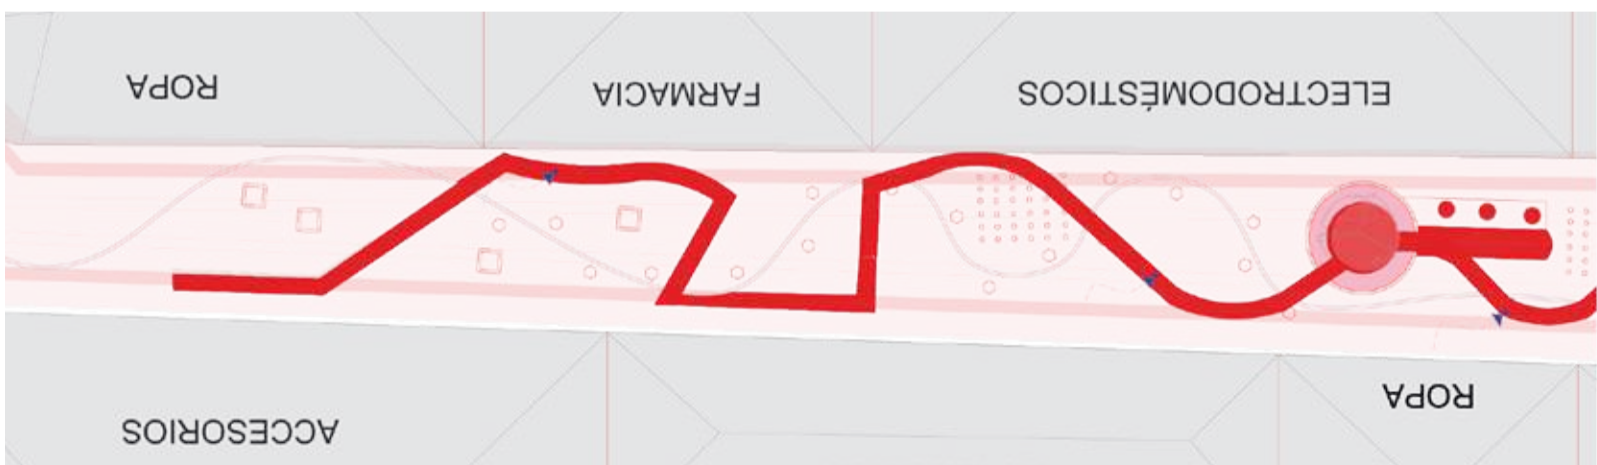 ROPA
FARMACIA
ELECTRODOMÉSTICOS
ROPA
ACCESORIOS